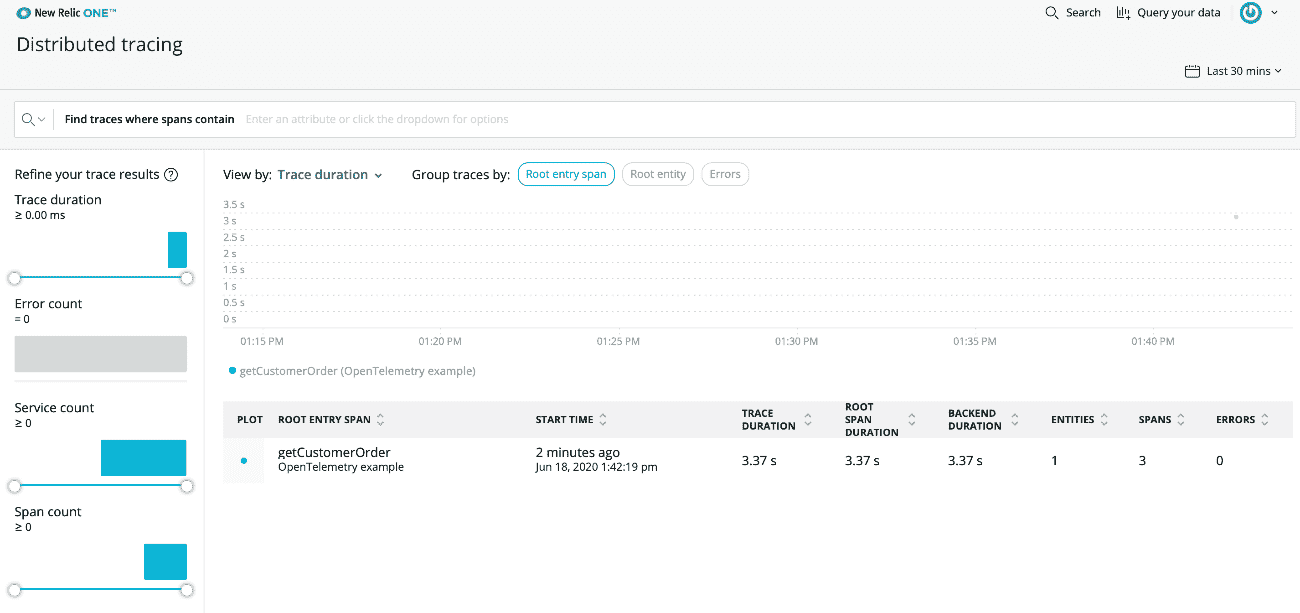 New Relic ONE™
Search
Query your data
Distributed tracing
Last 30 mins
Find traces where spans contain Enter an attribute or click the dropdown for options
Refine your trace results ?
Trace duration
≥ 0.00 ms
Error count
= 0
Service count
≥ 0
Span count
≥ 0
View by: Trace duration
Group traces by: Root entry span Root entity Errors
3.5 s
3 s
2.5 s
2 s
1.5 s
1 s
0.5 s
0 s
01:15 PM 01:20 PM 01:25 PM 01:30 PM 01:35 PM 01:40 PM
getCustomerOrder (OpenTelemetry example)
PLOT
ROOT ENTRY SPAN
START TIME
TRACE
DURATION
ROOT
SPAN
DURATION
BACKEND
DURATION
ENTITIES
SPANS
ERRORS
getCustomerOrder
OpenTelemetry example
2 minutes ago
Jun 18, 2020 1:42:19 pm
3.37 s
3.37 s
3.37 s
1
3
0